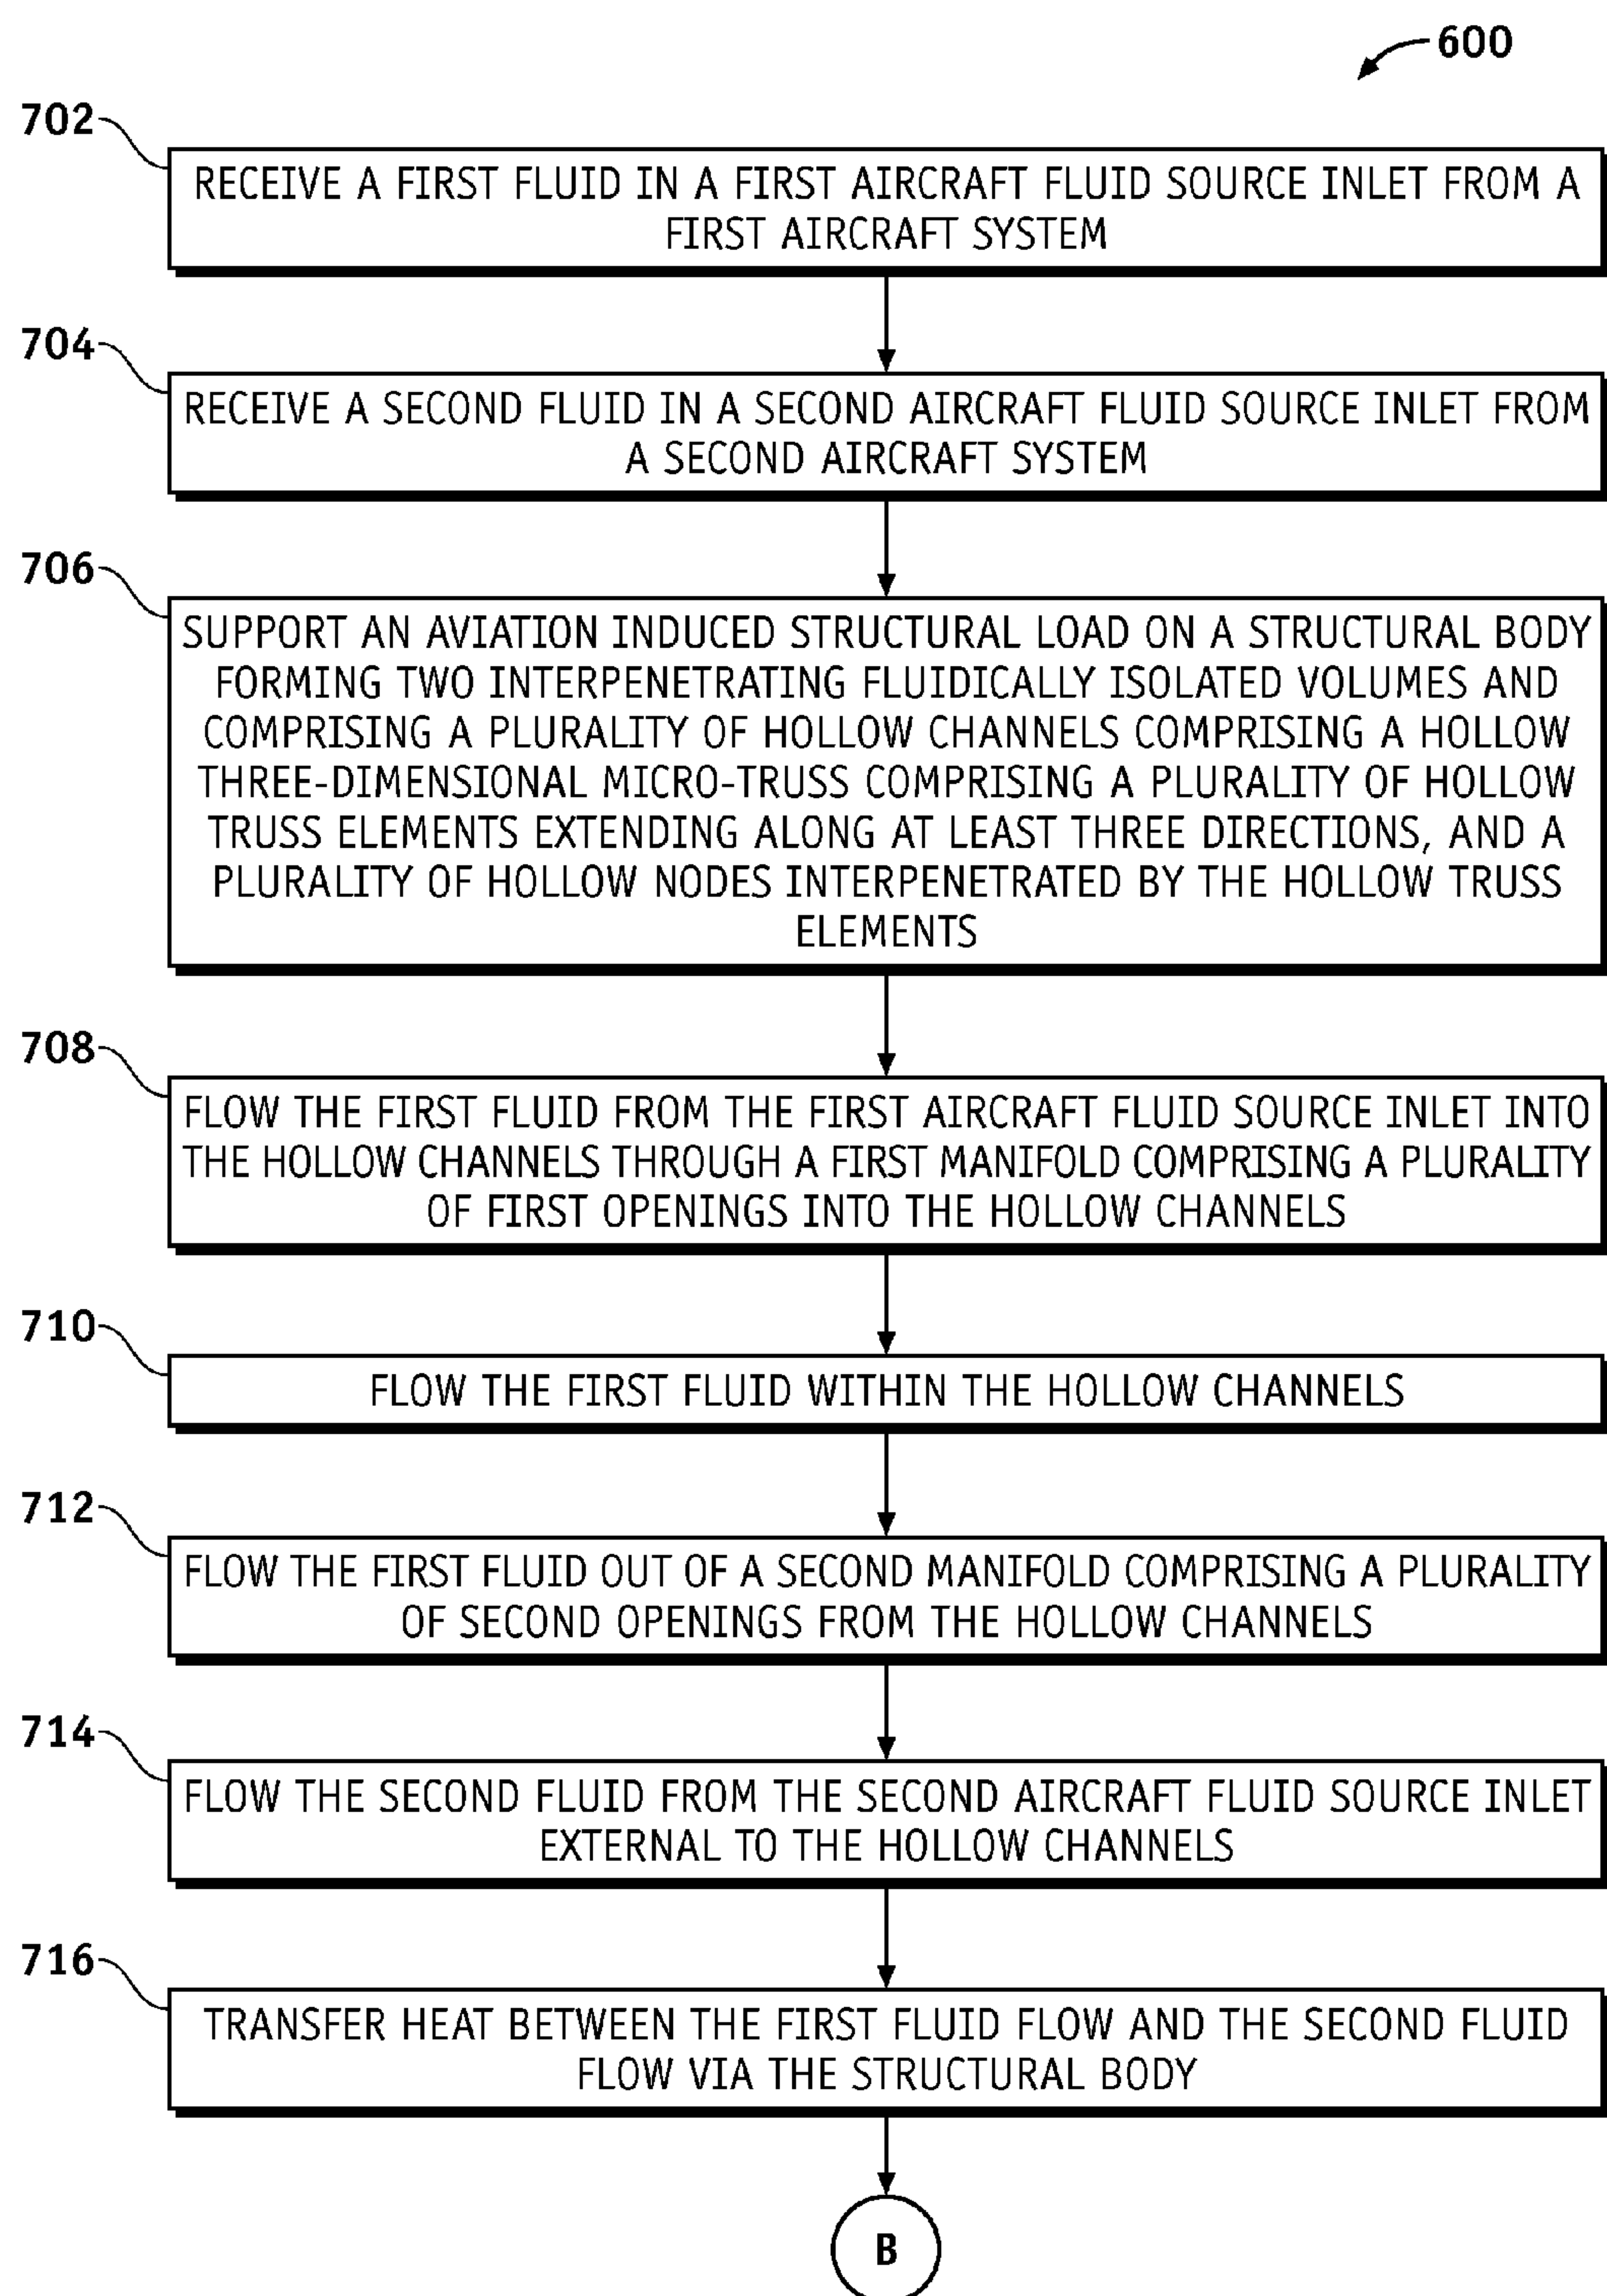 600
702
RECEIVE A FIRST FLUID IN A FIRST AIRCRAFT FLUID SOURCE INLET FROM A
FIRST AIRCRAFT SYSTEM
704
RECEIVE A SECOND FLUID IN A SECOND AIRCRAFT FLUID SOURCE INLET FROM
A SECOND AIRCRAFT SYSTEM
706
SUPPORT AN AVIATION INDUCED STRUCTURAL LOAD ON A STRUCTURAL BODY
FORMING TWO INTERPENETRATING FLUIDICALLY ISOLATED VOLUMES AND
COMPRISING A PLURALITY OF HOLLOW CHANNELS COMPRISING A HOLLOW
THREE-DIMENSIONAL MICRO-TRUSS COMPRISING A PLURALITY OF HOLLOW
TRUSS ELEMENTS EXTENDING ALONG AT LEAST THREE DIRECTIONS, AND A
PLURALITY OF HOLLOW NODES INTERPENETRATED BY THE HOLLOW TRUSS
ELEMENTS
708
FLOW THE FIRST FLUID FROM THE FIRST AIRCRAFT FLUID SOURCE INLET INTO
THE HOLLOW CHANNELS THROUGH A FIRST MANIFOLD COMPRISING A PLURALITY
OF FIRST OPENINGS INTO THE HOLLOW CHANNELS
710
FLOW THE FIRST FLUID WITHIN THE HOLLOW CHANNELS
712
FLOW THE FIRST FLUID OUT OF A SECOND MANIFOLD COMPRISING A PLURALITY
OF SECOND OPENINGS FROM THE HOLLOW CHANNELS
714
FLOW THE SECOND FLUID FROM THE SECOND AIRCRAFT FLUID SOURCE INLET
EXTERNAL TO THE HOLLOW CHANNELS
716
TRANSFER HEAT BETWEEN THE FIRST FLUID FLOW AND THE SECOND FLUID
FLOW VIA THE STRUCTURAL BODY
B